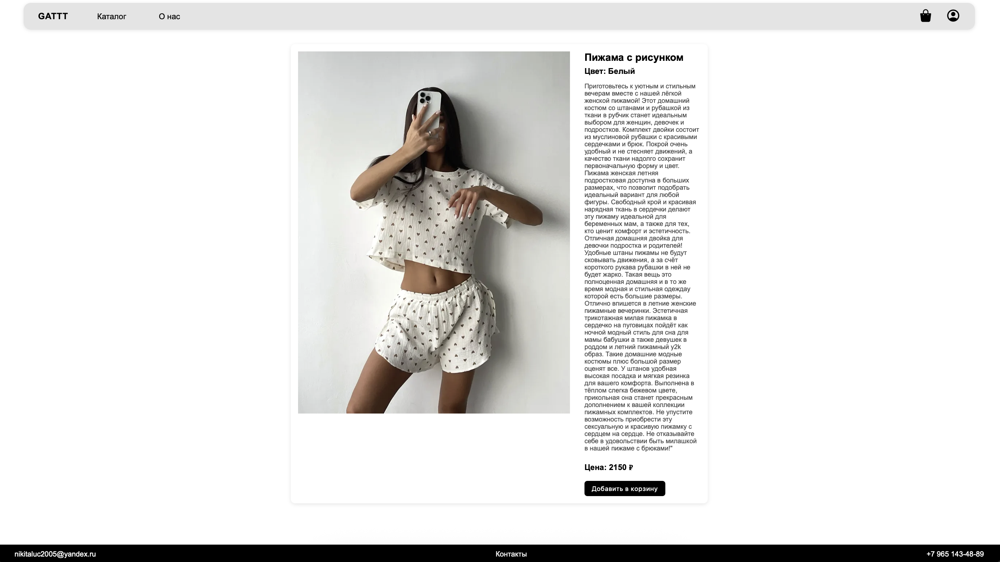 GATTT
Каталог
О нас
Пижама с рисунком
Цвет: Белый
Приготовьтесь к уютным и стильным
вечерам вместе с нашей лёгкой
женской пижамой! Этот домашний
костюм со штанами и рубашкой из
ткани в рубчик станет идеальным
выбором для женщин, девочек и
подростков. Комплект двойки состоит
из муслиновой рубашки с красивыми
сердечками и брюк. Покрой очень
удобный и не стесняет движений, а
качество ткани надолго сохранит
первоначальную форму и цвет.
Пижама женская летняя
подростковая доступна в больших
размерах, что позволит подобрать
идеальный вариант для любой
фигуры. Свободный крой и красивая
нарядная ткань в сердечки делают
эту пижаму идеальной для
беременных мам, а также для тех,
кто ценит комфорт и эстетичность.
Отличная домашняя двойка для
девочки подростка и родителей!
Удобные штаны пижамы не будут
сковывать движения, а за счёт
короткого рукава рубашки в ней не
будет жарко. Такая вещь это
полноценная домашняя и в то же
время модная и стильная одеждау
которой есть большие размеры.
Отлично впишется в летние женские
пижамные вечеринки. Эстетичная
трикотажная милая пижамка в
сердечко на пуговицах пойдёт как
ночной модный стиль для сна для
мамы бабушки а также девушек в
роддом и летний пижамный y2k
образ. Такие домашние модные
костюмы плюс большой размер
оценят все. У штанов удобная
высокая посадка и мягкая резинка
для вашего комфорта. Выполнена в
тёплом слегка бежевом цвете,
прикольная она станет прекрасным
дополнением к вашей коллекции
пижамных комплектов. Не упустите
возможность приобрести эту
сексуальную и красивую пижамку с
сердцем на сердце. Не отказывайте
себе в удовольствии быть милашкой
в нашей пижаме с брюками!"
Цена: 2150 ₽
Добавить в корзину
nikitaluc2005@yandex.ru
Контакты
+7 965 143-48-89